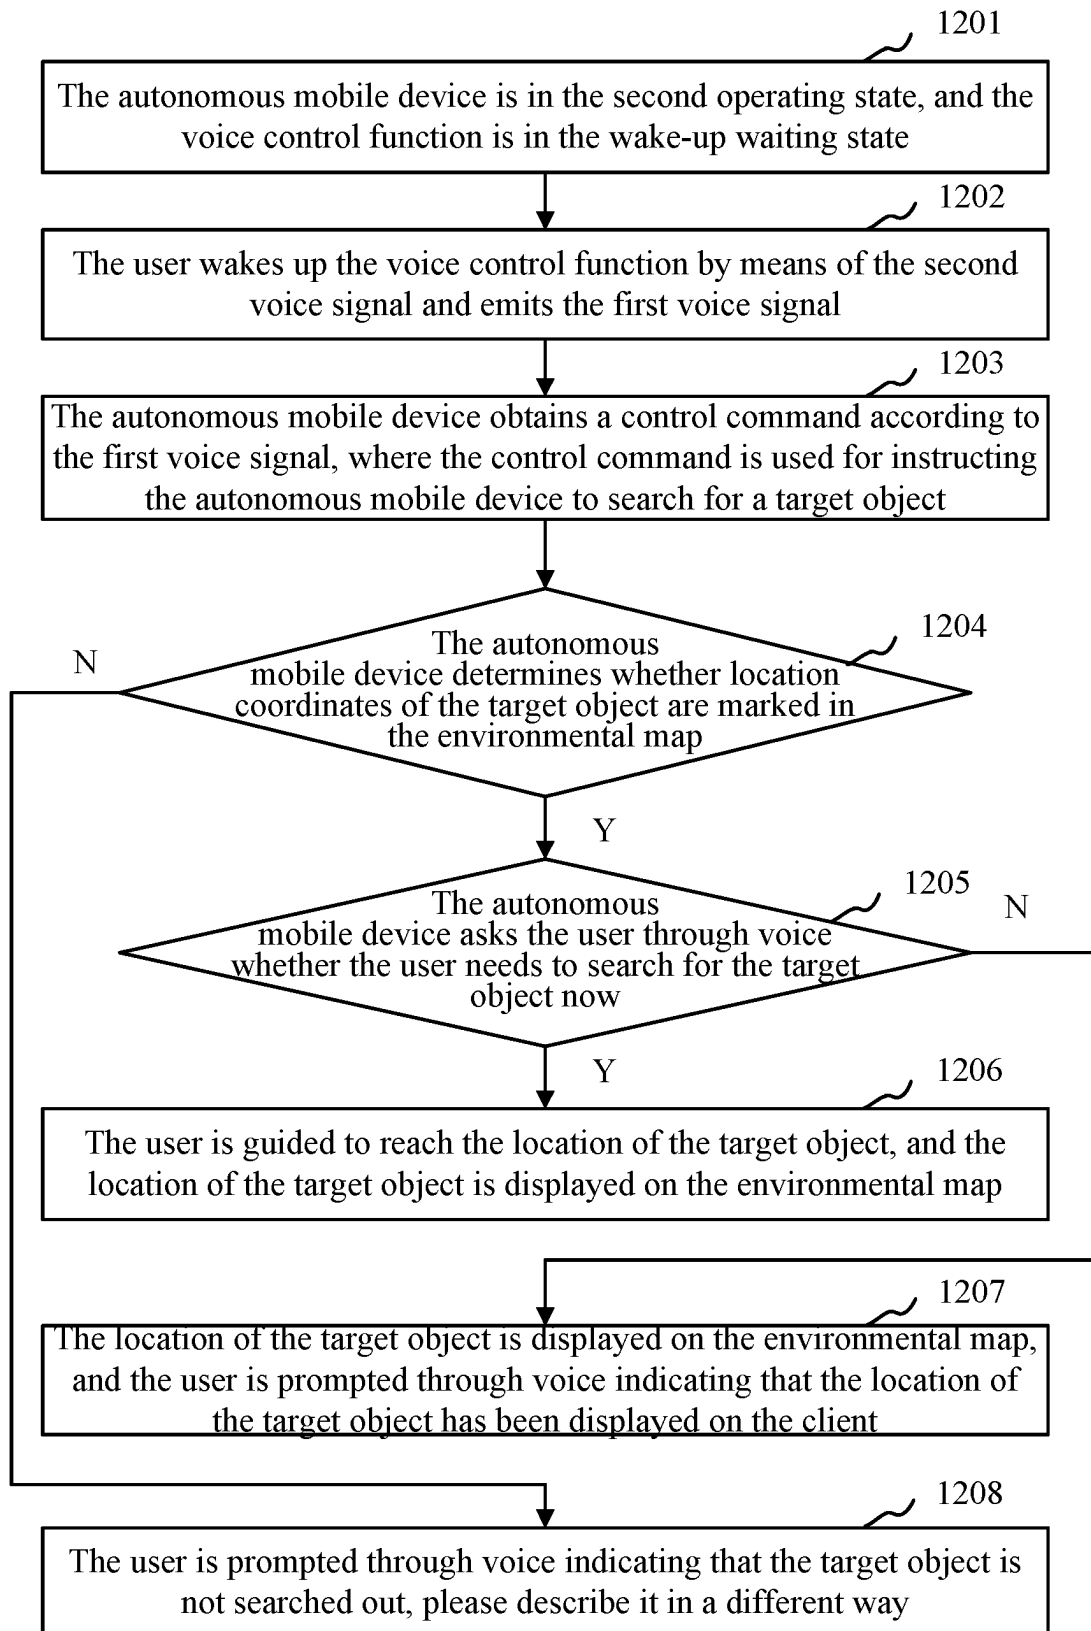 1201
The autonomous mobile device is in the second operating state, and the
voice control function is in the wake-up waiting state
1202
The user wakes up the voice control function by means of the second
voice signal and emits the first voice signal
1203
The autonomous mobile device obtains a control command according to
the first voice signal, where the control command is used for instructing
the autonomous mobile device to search for a target object
1204
N
The autonomous
mobile device determines whether location
coordinates of the target object are marked in
the environmental map
Y
1205
N
The autonomous
mobile device asks the user through voice
whether the user needs to search for the target
object now
Y
1206
The user is guided to reach the location of the target object, and the
location of the target object is displayed on the environmental map
1207
The location of the target object is displayed on the environmental map,
and the user is prompted through voice indicating that the location of
the target object has been displayed on the client
1208
The user is prompted through voice indicating that the target object is
not searched out, please describe it in a different way